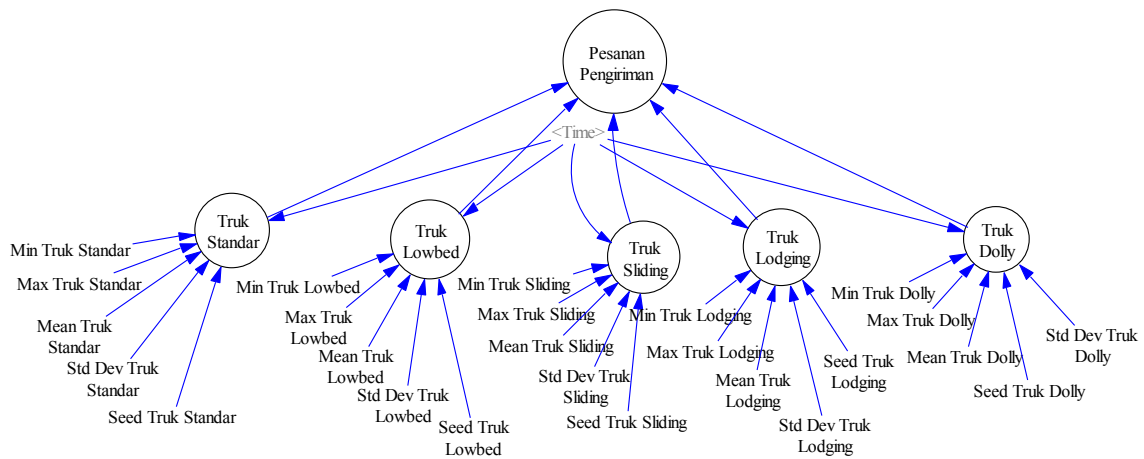 Pesanan
Pengiriman
<Time>
Truk
Standar
Min Truk Standar
Max Truk Standar
Mean Truk
Standar
Std Dev Truk
Standar
Seed Truk Standar
Truk
Lowbed
Min Truk Lowbed
Max Truk
Lowbed
Mean Truk
Lowbed
Std Dev Truk
Lowbed
Seed Truk
Lowbed
Truk
Sliding
Min Truk Sliding
Max Truk Sliding
Mean Truk Sliding
Std Dev Truk
Sliding
Seed Truk Sliding
Truk
Lodging
Min Truk Lodging
Max Truk Lodging
Mean Truk
Lodging
Std Dev Truk
Lodging
Seed Truk
Lodging
Truk
Dolly
Min Truk Dolly
Max Truk Dolly
Mean Truk Dolly
Seed Truk Dolly
Std Dev Truk
Dolly